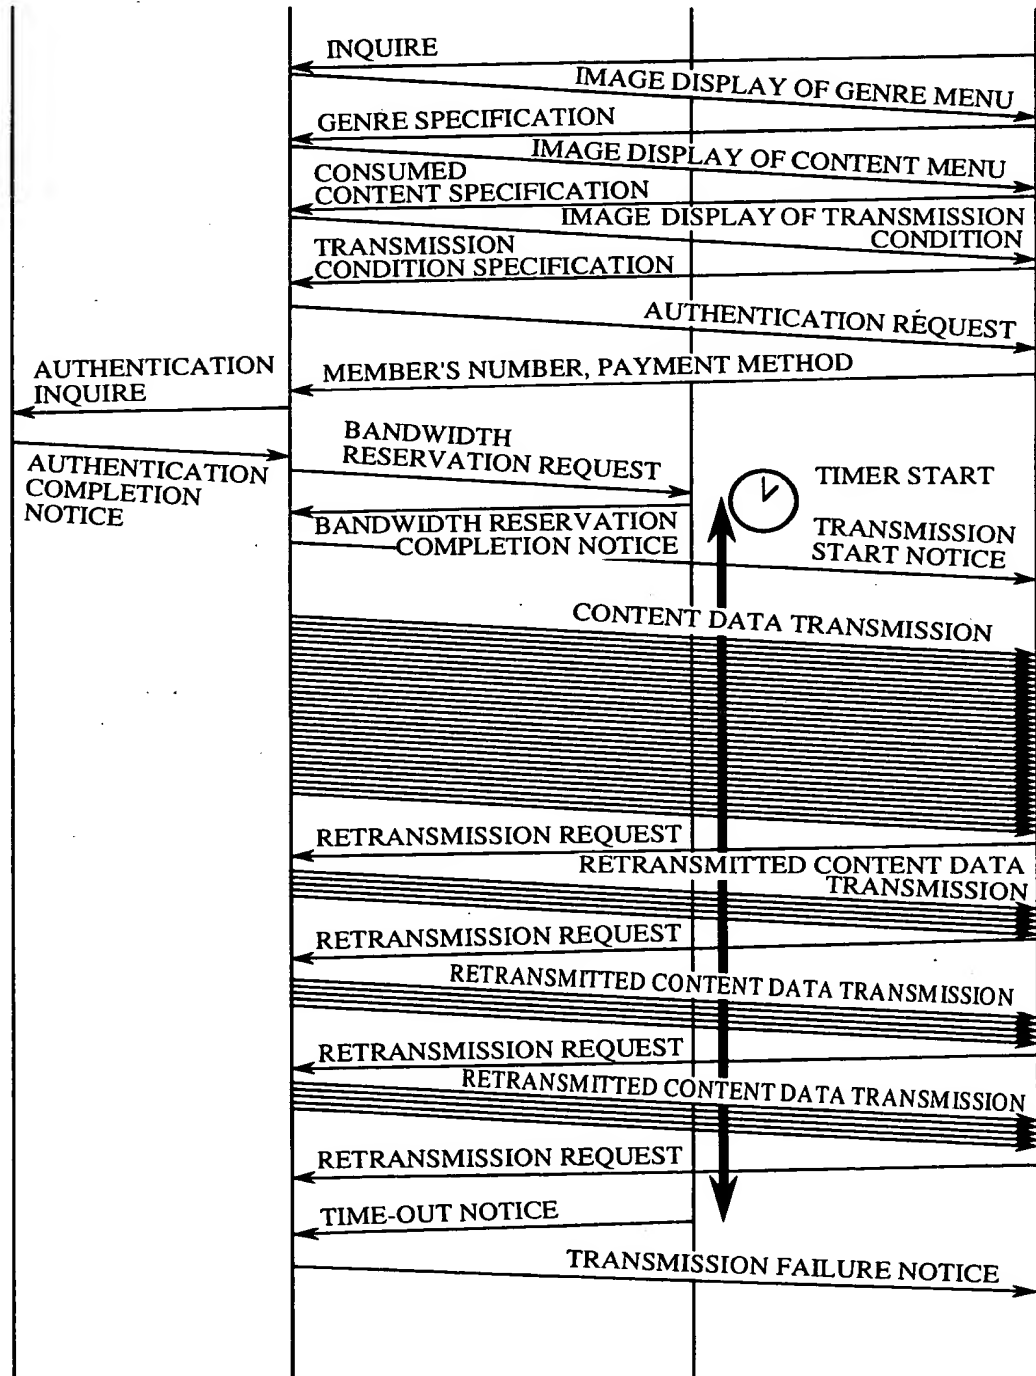 INQUIRE
IMAGE DISPLAY OF GENRE MENU
GENRE SPECIFICATION
IMAGE DISPLAY OF CONTENT MENU
CONSUMED
CONTENT SPECIFICATION
IMAGE DISPLAY OF TRANSMISSION
CONDITION
TRANSMISSION
CONDITION SPECIFICATION
AUTHENTICATION REQUEST
AUTHENTICATION
INQUIRE
MEMBER'S NUMBER, PAYMENT METHOD
BANDWIDTH
RESERVATION REQUEST
AUTHENTICATION
COMPLETION
NOTICE
TIMER START
BANDWIDTH RESERVATION
COMPLETION NOTICE
TRANSMISSION
START NOTICE
CONTENT DATA TRANSMISSION
RETRANSMISSION REQUEST
RETRANSMITTED CONTENT DATA
TRANSMISSION
RETRANSMISSION REQUEST
RETRANSMITTED CONTENT DATA TRANSMISSION
RETRANSMISSION REQUEST
RETRANSMITTED CONTENT DATA TRANSMISSION
RETRANSMISSION REQUEST
TIME-OUT NOTICE
TRANSMISSION FAILURE NOTICE